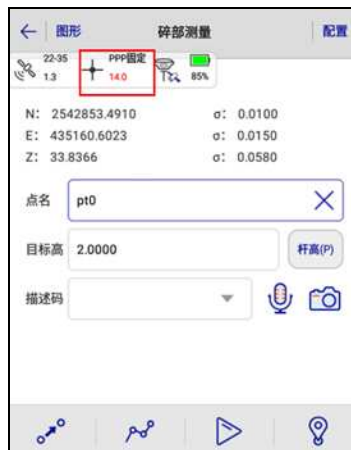 图形 碎部测量 配置
22-35 PPP固定
1.3 14.0 85%
N: 2542853.4910 σ: 0.0100
E: 435160.6023 σ: 0.0150
Z: 33.8366 σ: 0.0580
点名 pt0
目标高 2.0000 杆高(P)
描述码